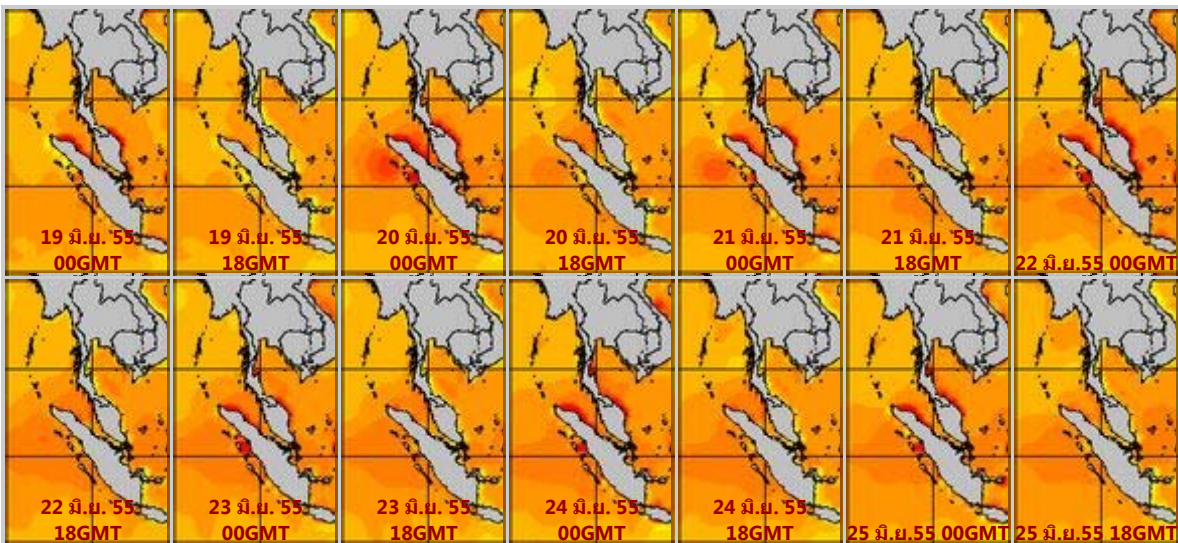 19 มิ.ย. 55
00GMT
19 มิ.ย. 55
18GMT
20 มิ.ย. 55
00GMT
20 มิ.ย. 55
18GMT
21 มิ.ย. 55
00GMT
21 มิ.ย. 55
18GMT
22 มิ.ย.55 00GMT
22 มิ.ย. 55
18GMT
23 มิ.ย. 55
00GMT
23 มิ.ย. 55
18GMT
24 มิ.ย. 55
00GMT
24 มิ.ย. 55
18GMT
25 มิ.ย.55 00GMT
25 มิ.ย.55 18GMT